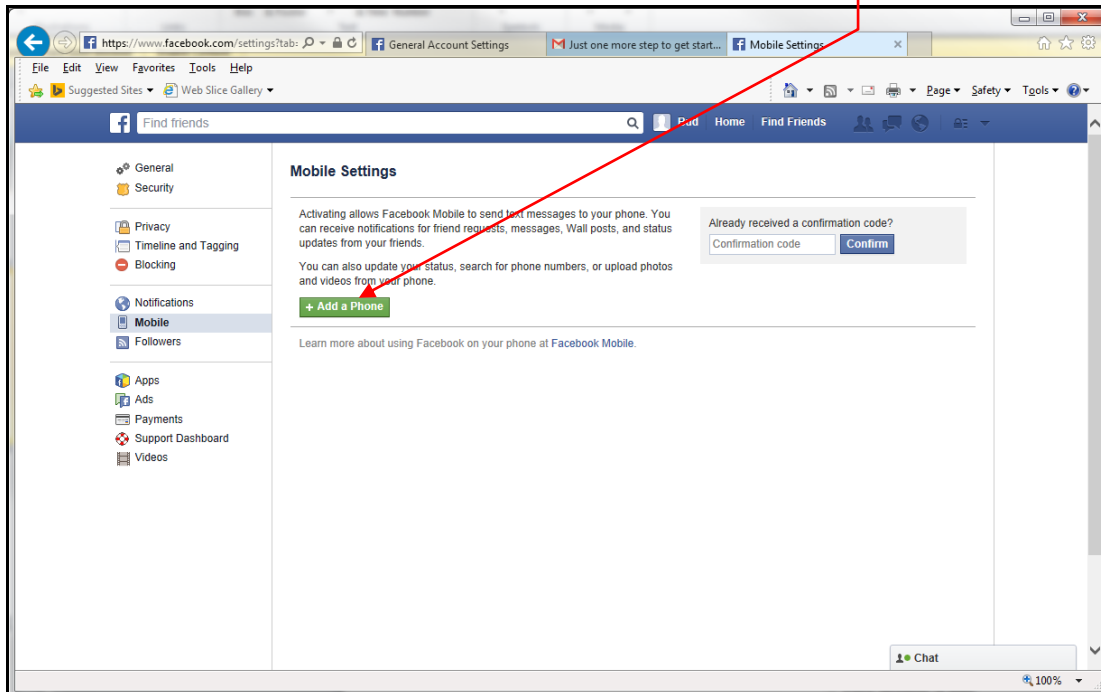 https://www.facebook.com/settings?tab:
General Account Settings
Just one more step to get start...
Mobile Settings
File Edit View Favorites Tools Help
Suggested Sites Web Slice Gallery
Page Safety Tools
Find friends
Home Find Friends
General
Security
Privacy
Timeline and Tagging
Blocking
Notifications
Mobile
Followers
Apps
Ads
Payments
Support Dashboard
Videos
Mobile Settings
Activating allows Facebook Mobile to send text messages to your phone. You
can receive notifications for friend requests, messages, Wall posts, and status
updates from your friends.
You can also update your status, search for phone numbers, or upload photos
and videos from your phone.
+ Add a Phone
Learn more about using Facebook on your phone at Facebook Mobile.
Already received a confirmation code?
Confirmation code Confirm
Chat
100%